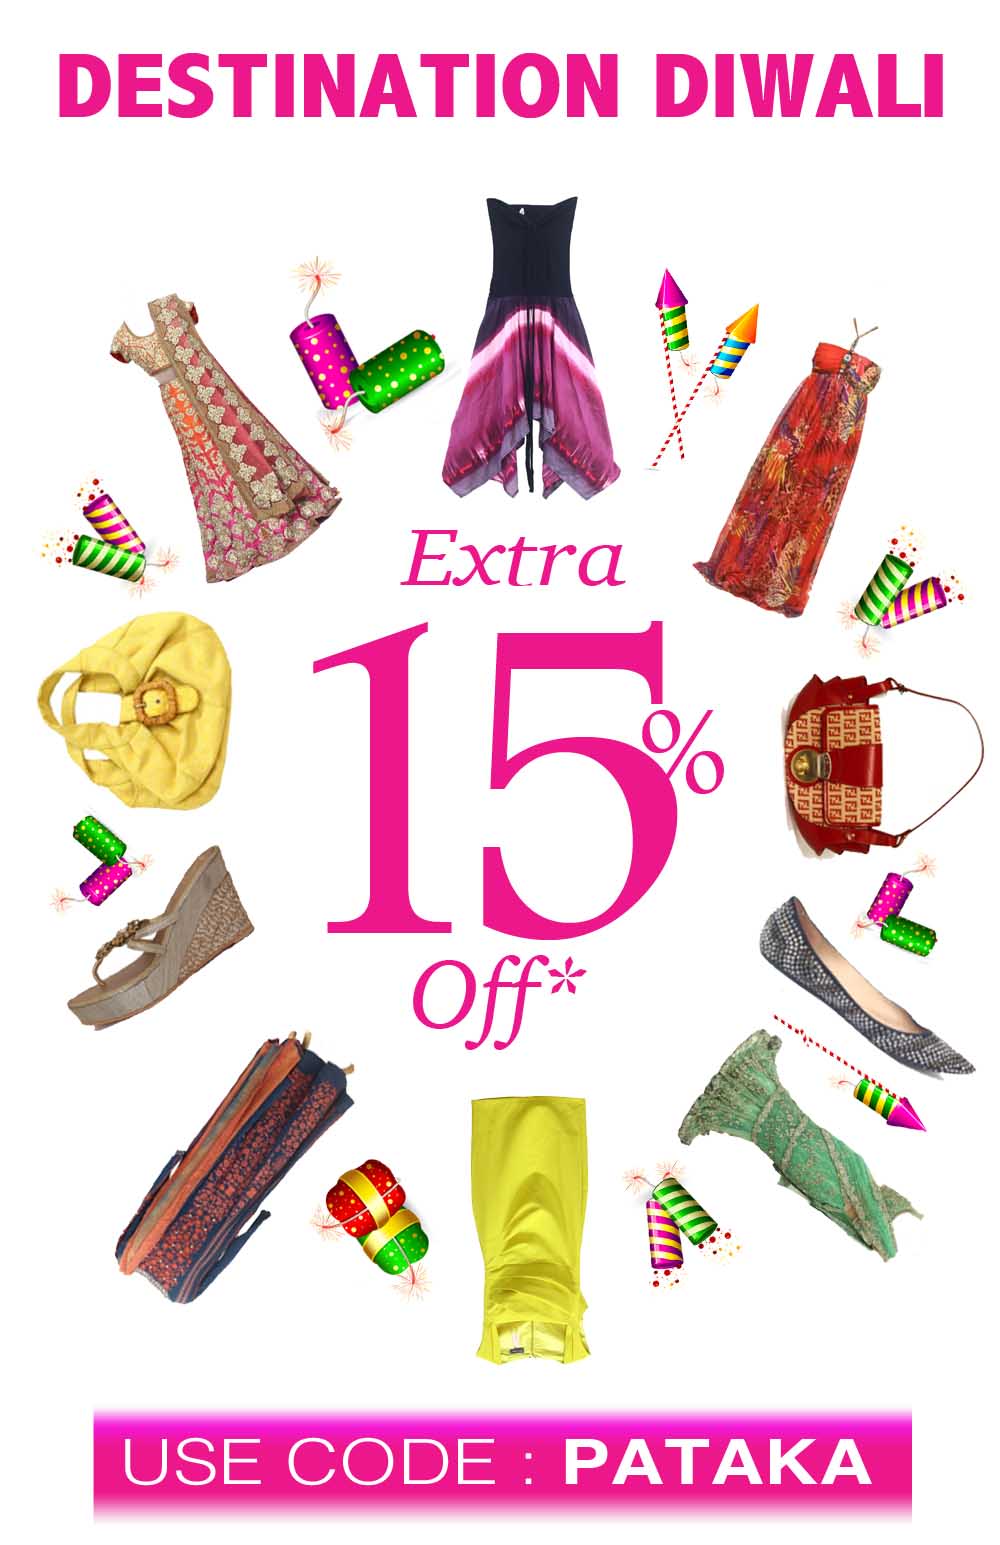 DESTINATION DIWALI
Extra
15%
Off*
USE CODE : PATAKA